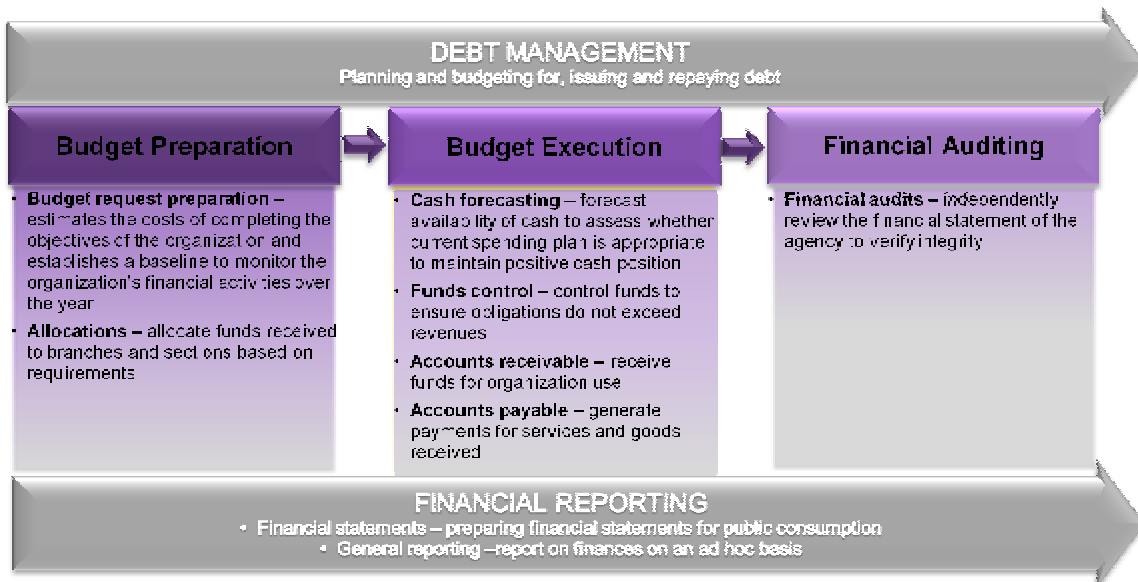 DEBT MANAGEMENT
Planning and budgeting for, issuing and repaying debt
Budget Preparation
• Budget request preparation –
estimates the costs of completing the
objectives of the organization and
establishes a baseline to monitor the
organization's financial activities over
the year
• Allocations – allocate funds received
to branches and sections based on
requirements
Budget Execution
• Cash forecasting – forecast
availability of cash to assess whether
current spending plan is appropriate
to maintain positive cash position
• Funds control – control funds to
ensure obligations do not exceed
revenues
• Accounts receivable – receive
funds for organization use
• Accounts payable – generate
payments for services and goods
received
Financial Auditing
• Financial audits – independently
review the financial statement of the
agency to verify integrity
FINANCIAL REPORTING
• Financial statements – preparing financial statements for public consumption
• General reporting –report on finances on an ad hoc basis